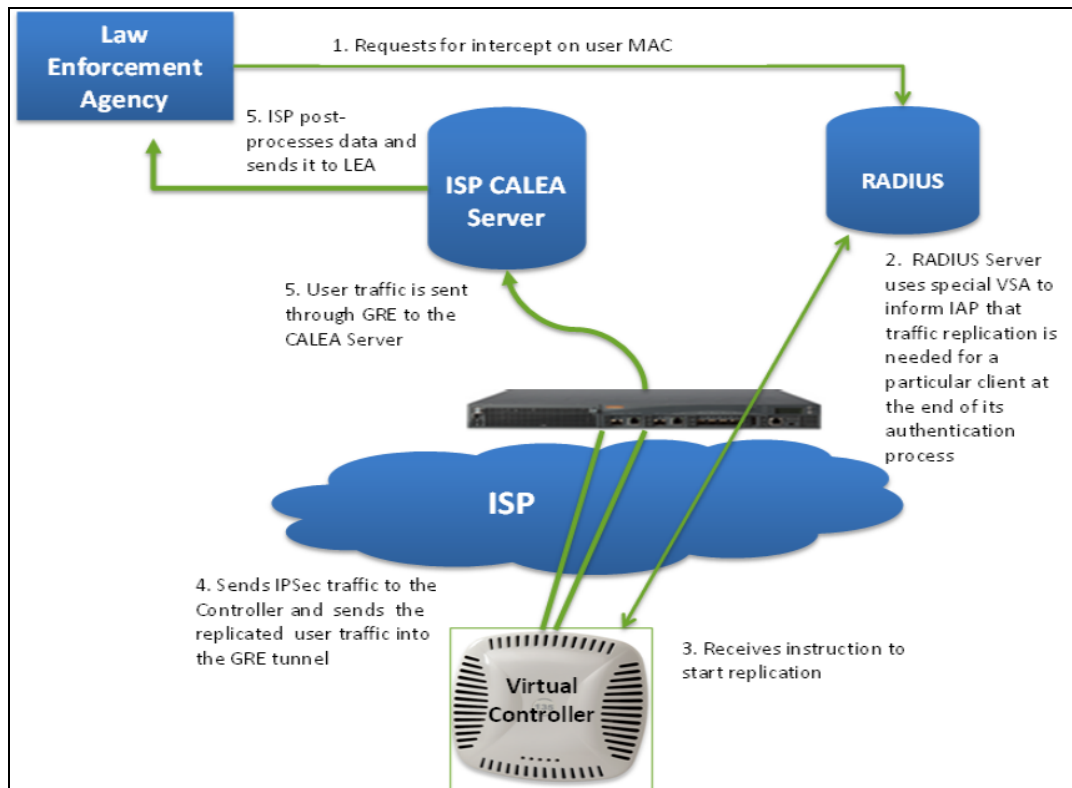 Law
Enforcement
Agency
1. Requests for intercept on user MAC
5. ISP post-
processes data and
sends it to LEA
ISP CALEA
Server
RADIUS
2. RADIUS Server
uses special VSA to
inform IAP that
traffic replication is
needed for a
particular client at
the end of its
authentication
process
5. User traffic is sent
through GRE to the
CALEA Server
ISP
4. Sends IPSec traffic to the
Controller and sends the
replicated user traffic into
the GRE tunnel
3. Receives instruction to
start replication
Virtual
Controller